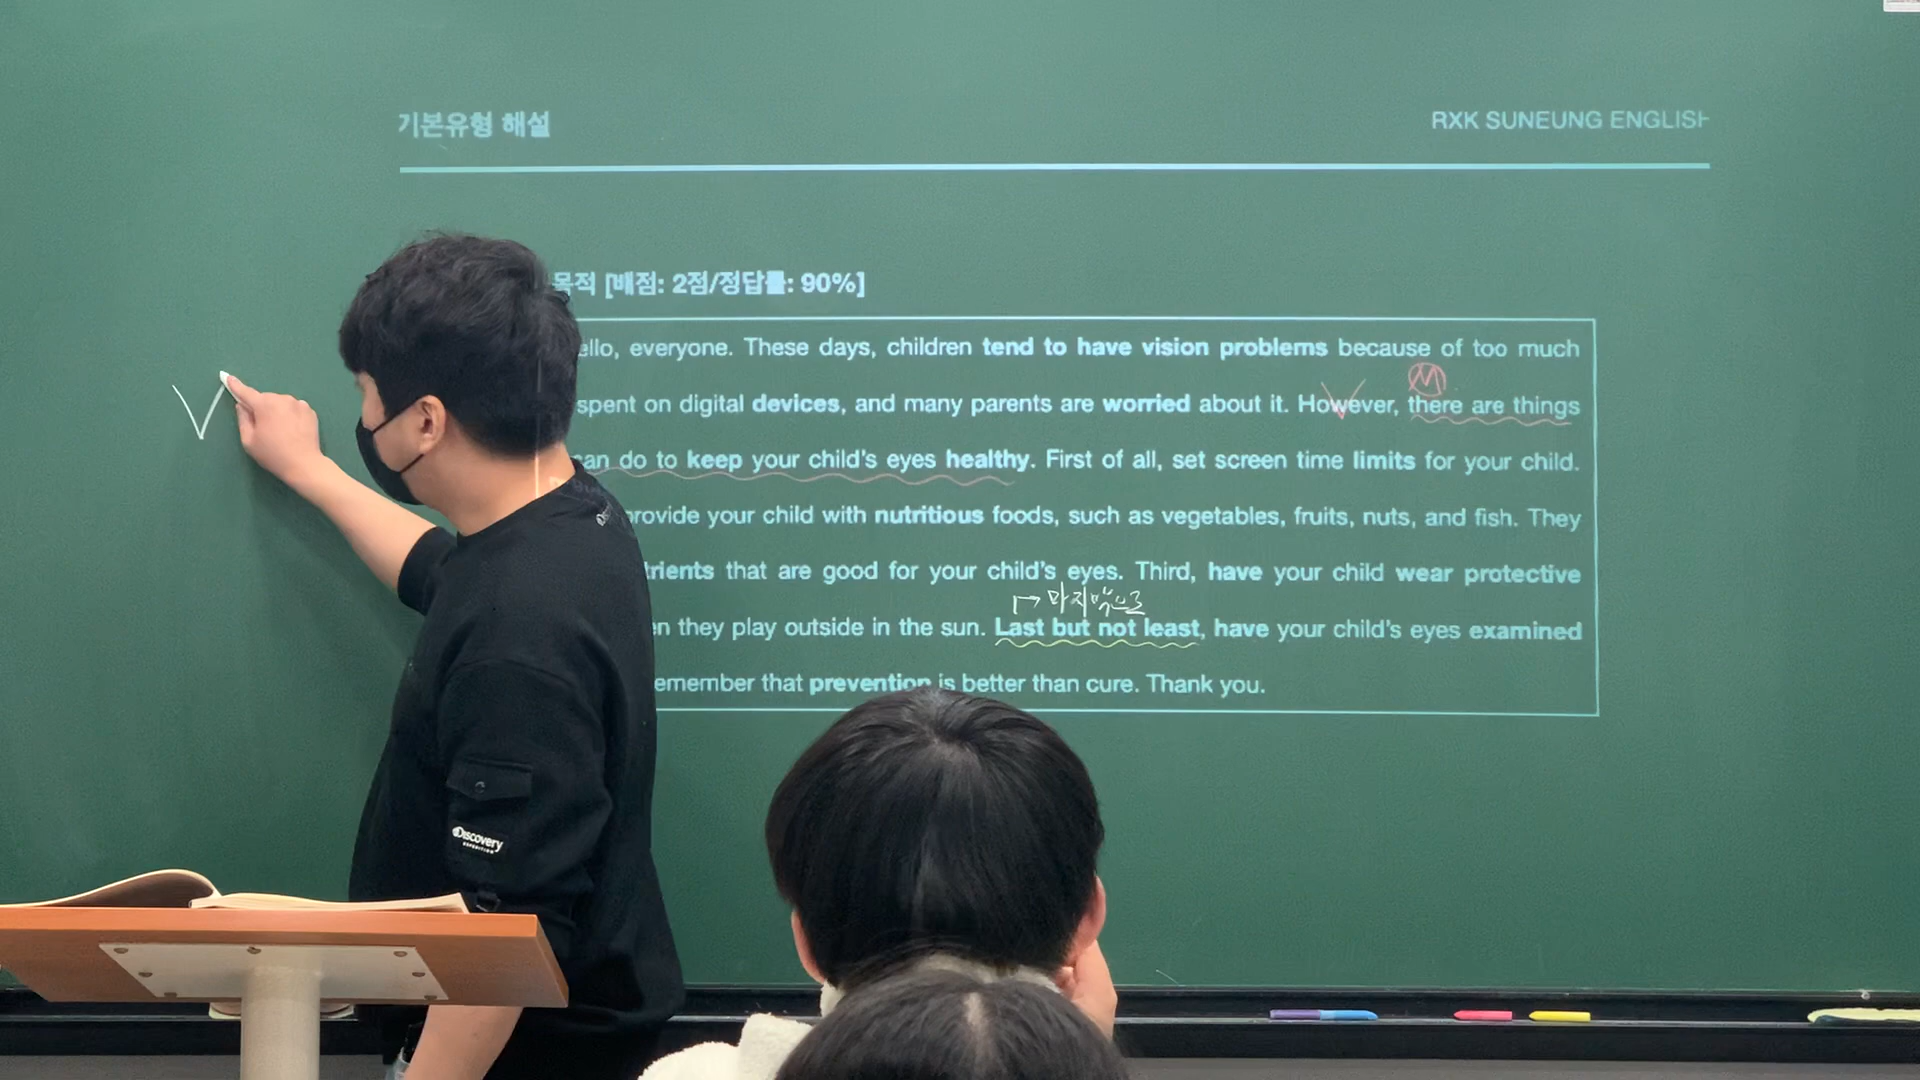 기본유형 해설
RXK SUNEUNG ENGLISH
목적 [배점: 2점/정답률: 90%]
ello, everyone. These days, children tend to have vision problems because of too much
M
spent on digital devices, and many parents are worried about it. However, there are things
can do to keep your child's eyes healthy. First of all, set screen time limits for your child.
provide your child with nutritious foods, such as vegetables, fruits, nuts, and fish. They
trients that are good for your child's eyes. Third, have your child wear protective
마지막으로
en they play outside in the sun. Last but not least, have your child's eyes examined
emember that prevention is better than cure. Thank you.
V
Discovery
EXPEDITION